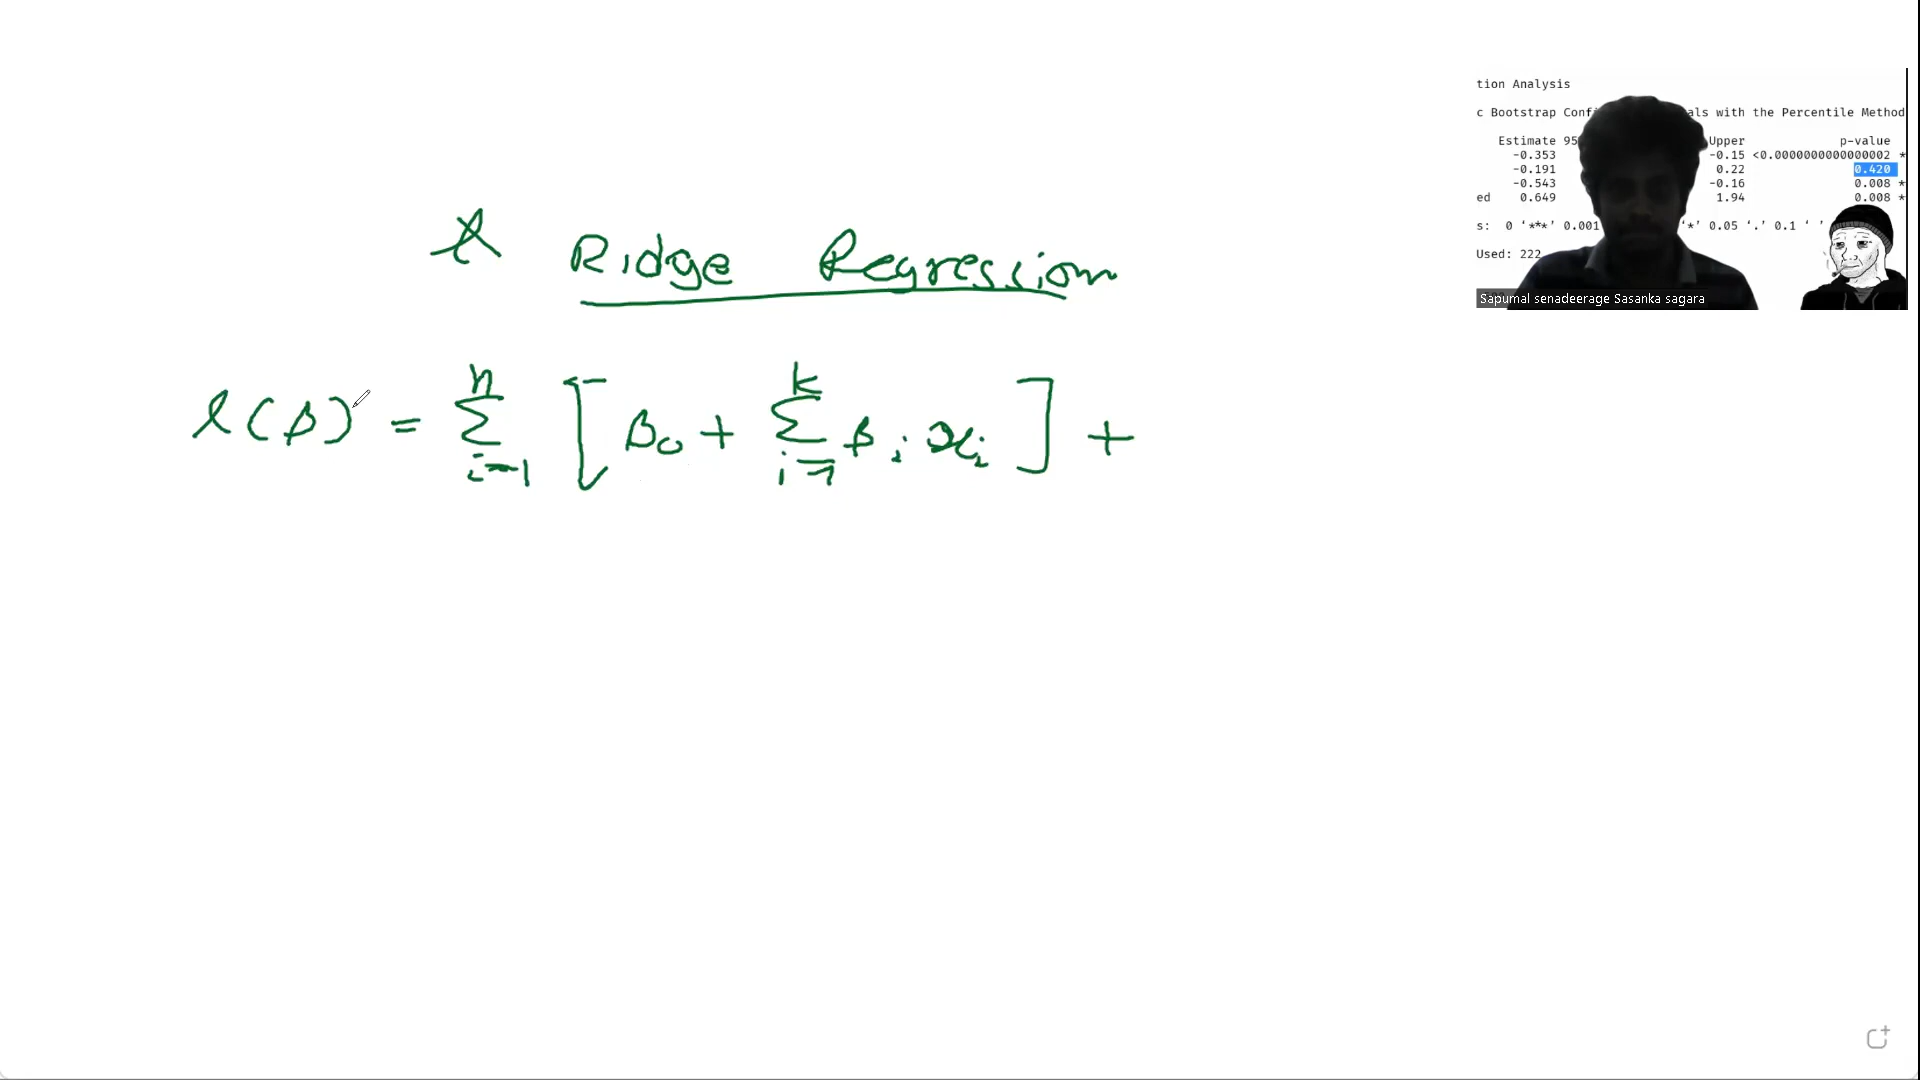 tion Analysis
c Bootstrap Conf als with the Percentile Method
Estimate 95 Upper p-value
-0.353 -0.15 <0.0000000000000002 *
-0.191 0.22 0.420
-0.543 -0.16 0.008 *
ed 0.649 1.94 0.008 *
s: 0 ‘***’ 0.001 ‘*’ 0.05 ‘.’ 0.1 ‘ ’
Used: 222
Sapumal senadeerage Sasanka sagara
Ridge Regression
l(β) = Σ_{i=1}^{n} [ β₀ + Σ_{i=1}^{k} β_i x_i ] +